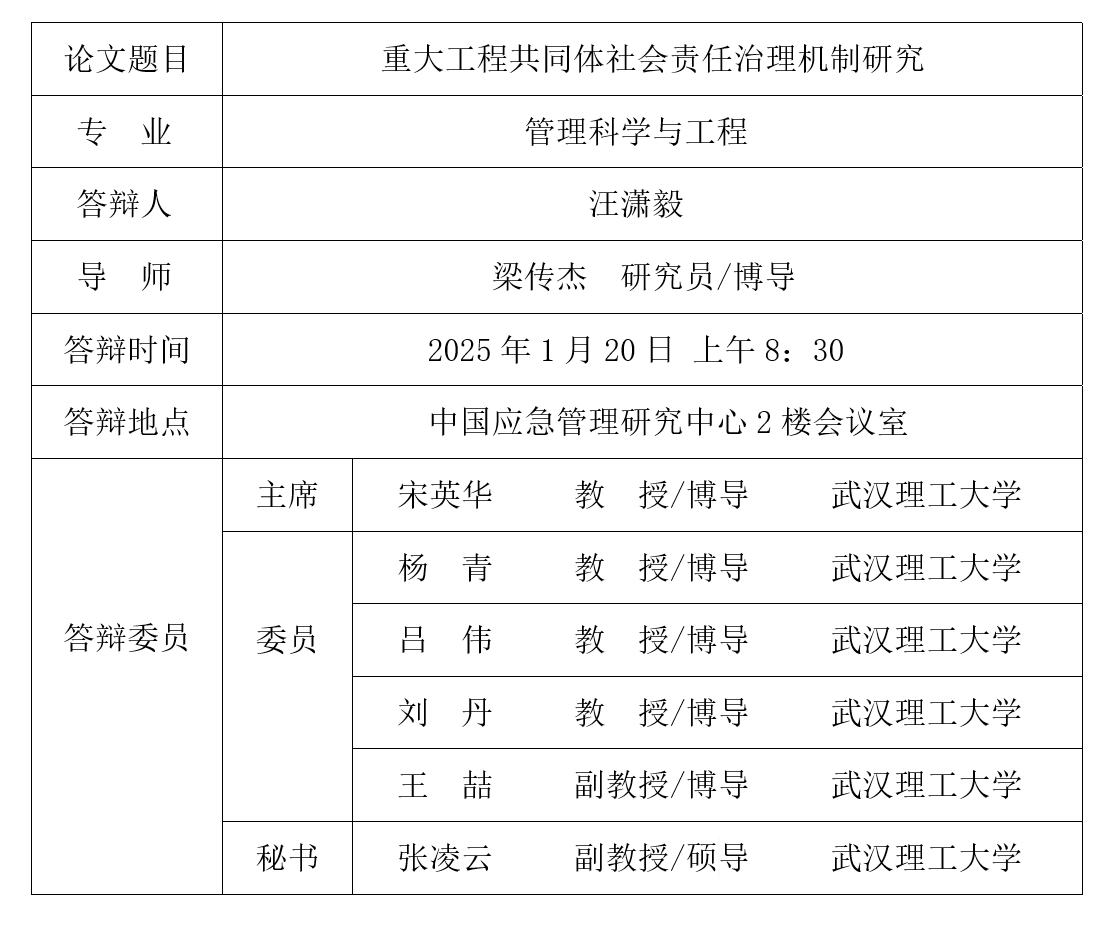 论文题目 重大工程共同体社会责任治理机制研究
专 业 管理科学与工程
答辩人 汪潇毅
导 师 梁传杰 研究员/博导
答辩时间 2025年1月20日 上午8：30
答辩地点 中国应急管理研究中心2楼会议室
主席 宋英华 教 授/博导 武汉理工大学
杨 青 教 授/博导 武汉理工大学
答辩委员 委员 吕 伟 教 授/博导 武汉理工大学
刘 丹 教 授/博导 武汉理工大学
王 喆 副教授/博导 武汉理工大学
秘书 张凌云 副教授/硕导 武汉理工大学